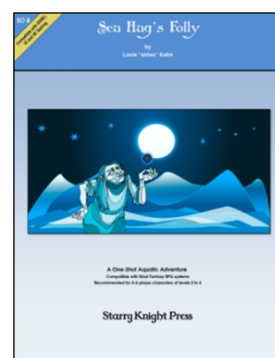 SO 8
Sea Hag's Folly
by
Louis "sirlou" Kahn
A One-Shot Aquatic Adventure
Compatible with Most Fantasy RPG systems
Recommended for 4-6 player characters of levels 2 to 4
Starry Knight Press